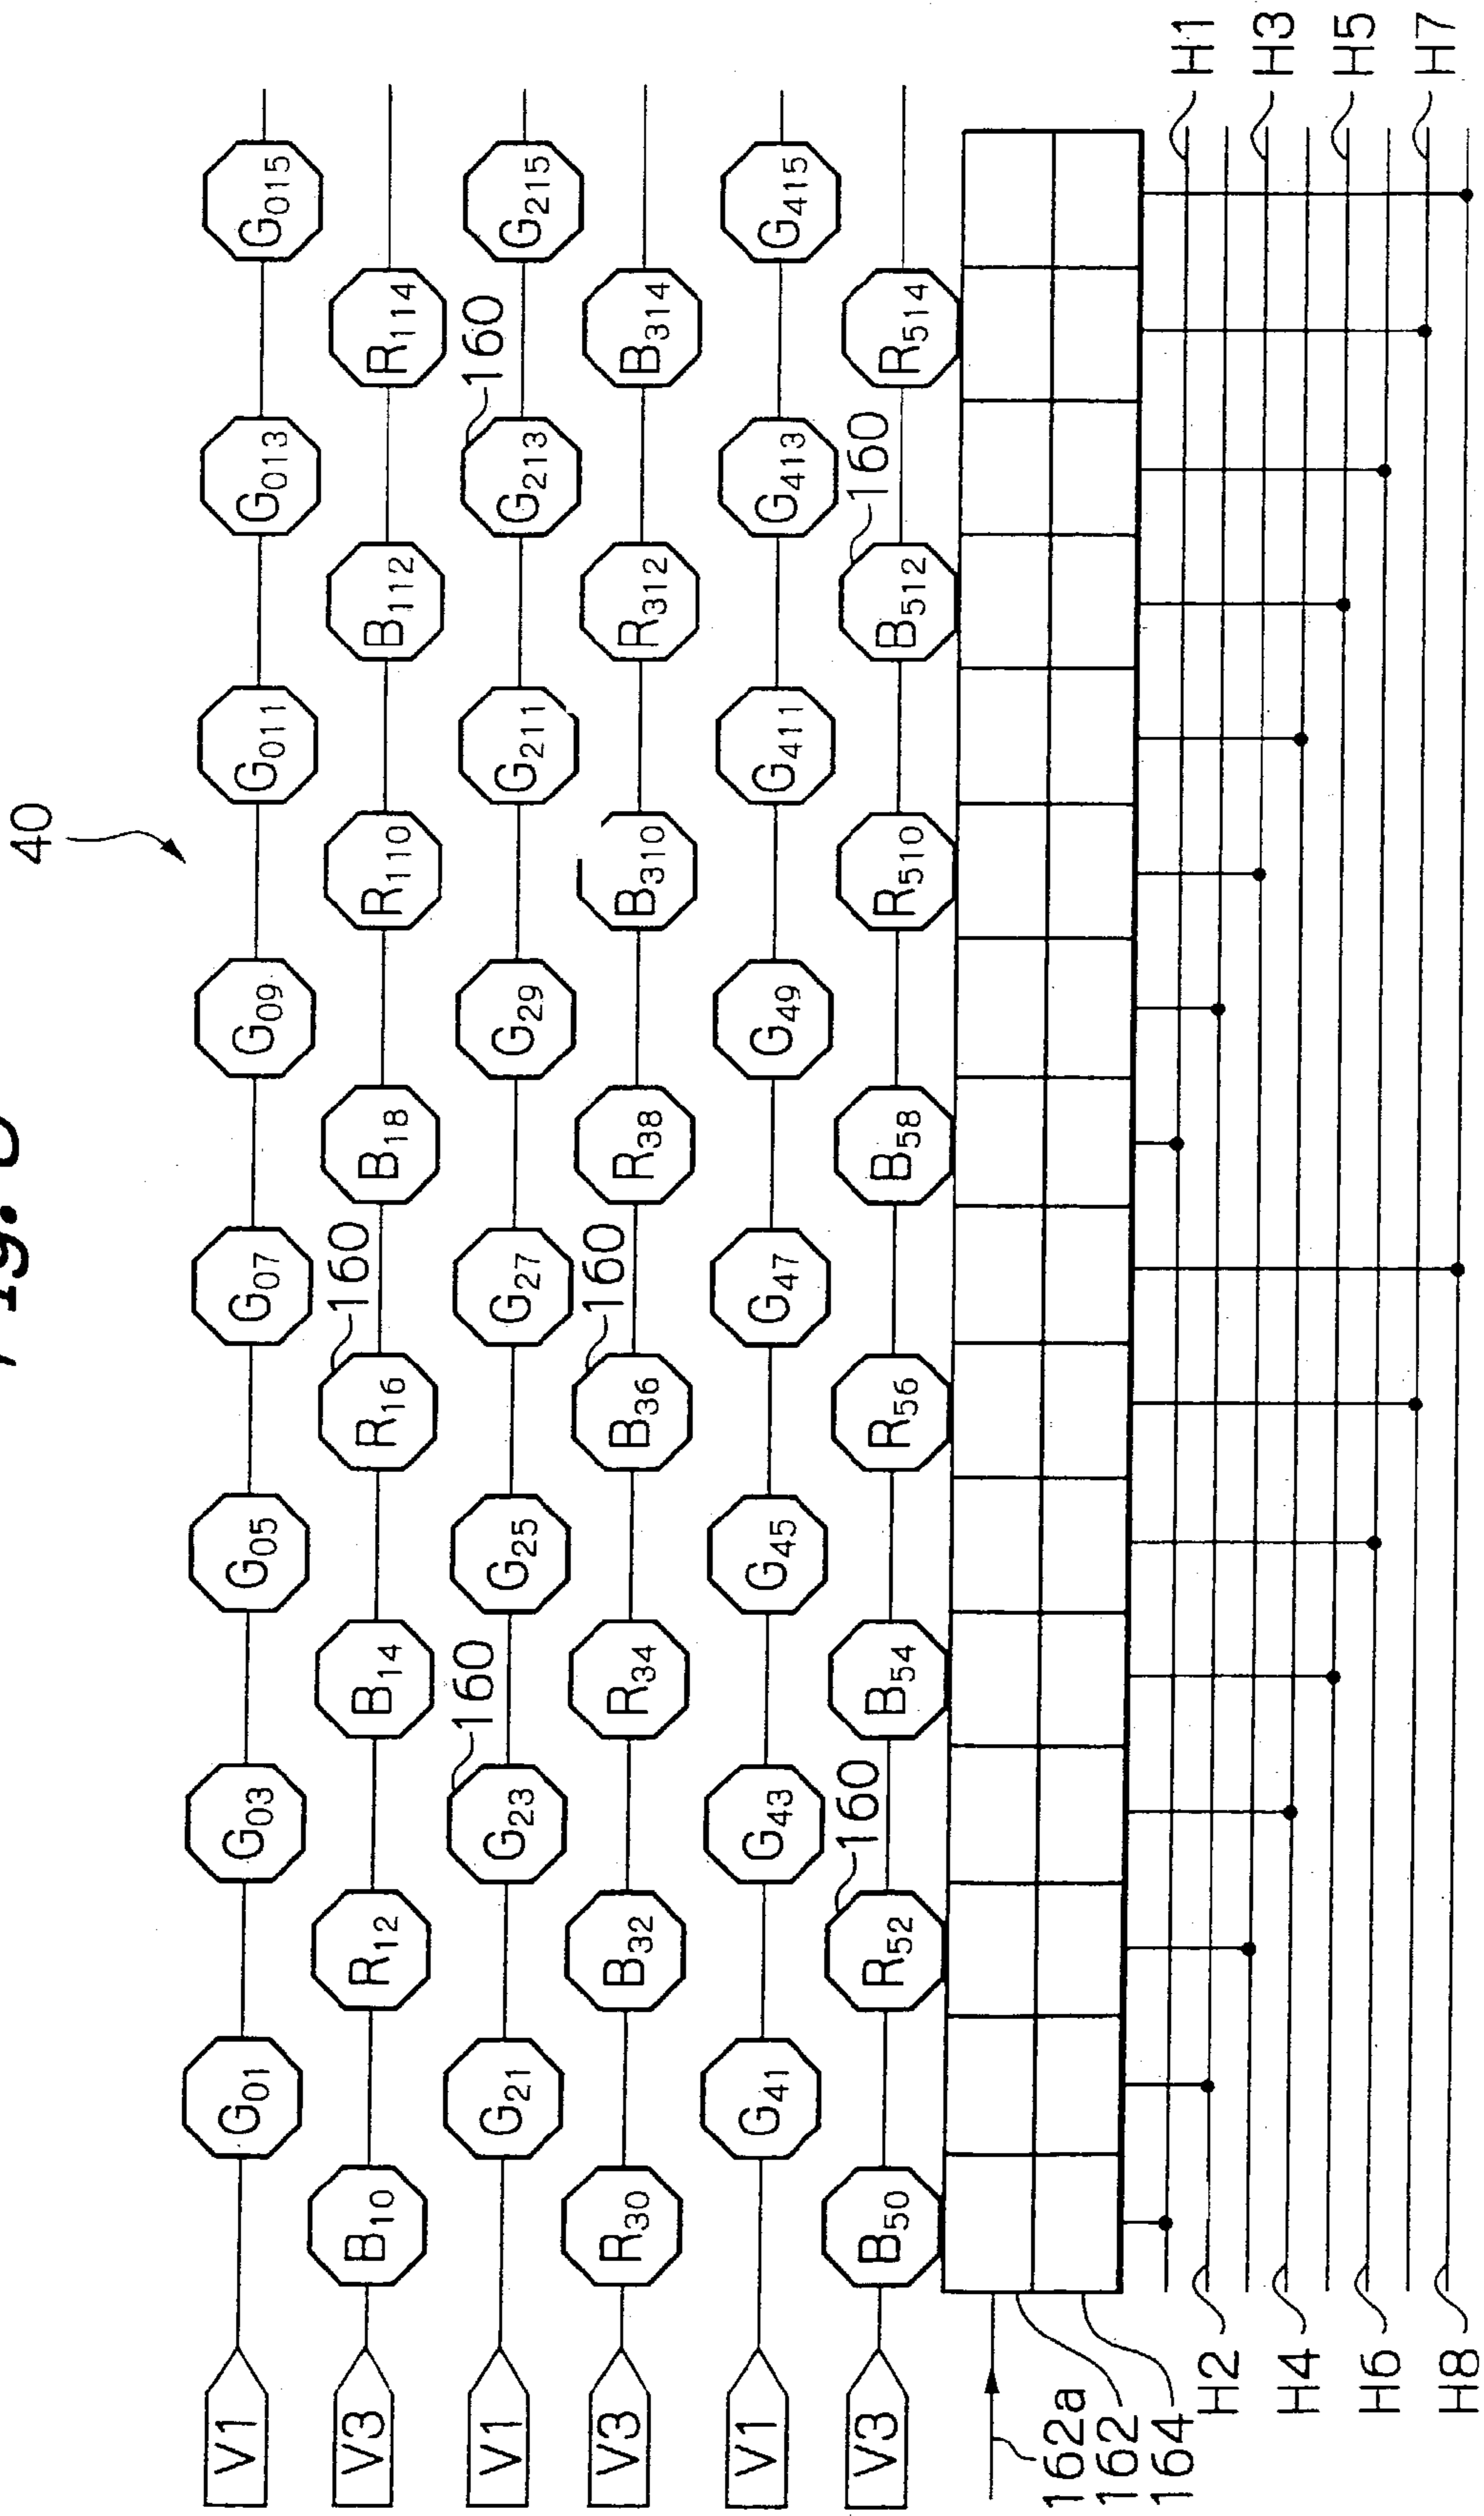 Fig. 8
40
V1 G01 G03 G05 G07 G09 G011 G013 G015
V3 B10 R12 B14 R16 B18 R110 B112 R114
160
160
160
V1 G21 G23 G25 G27 G29 G211 G213 G215
V3 R30 B32 R34 B36 R38 B310 R312 B314
160
V1 G41 G43 G45 G47 G49 G411 G413 G415
160
160
V3 B50 R52 B54 R56 B58 R510 B512 R514
162a
162
164
H1
H2
H3
H4
H5
H6
H7
H8